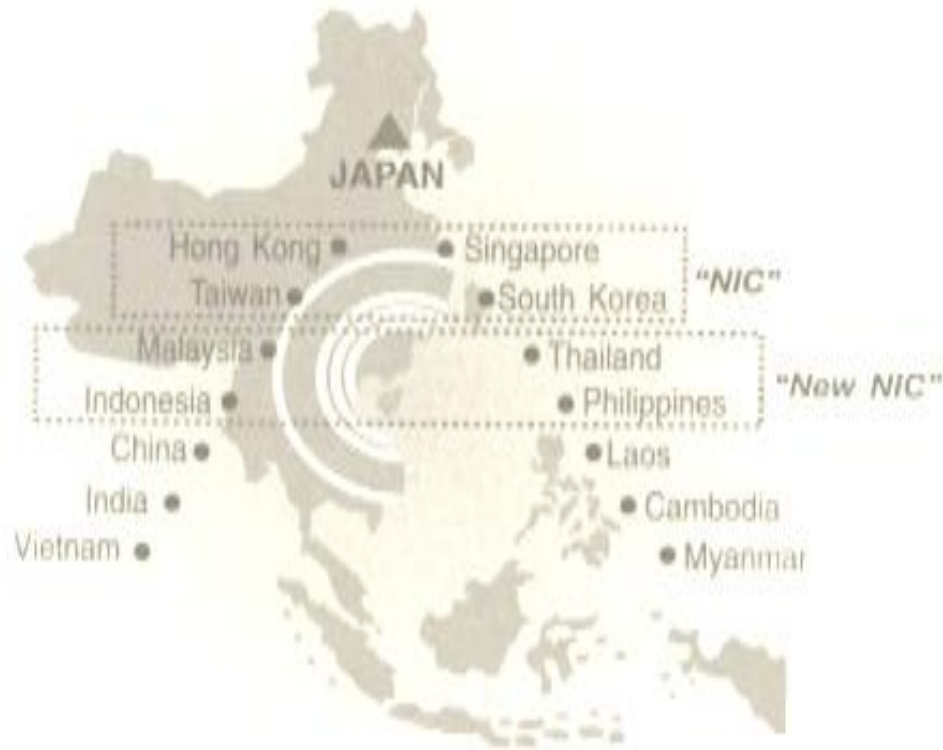 JAPAN
Hong Kong Singapore
Taiwan South Korea
"NIC"
Malaysia Thailand
Indonesia Philippines
"New NIC"
China Laos
India Cambodia
Vietnam Myanmar